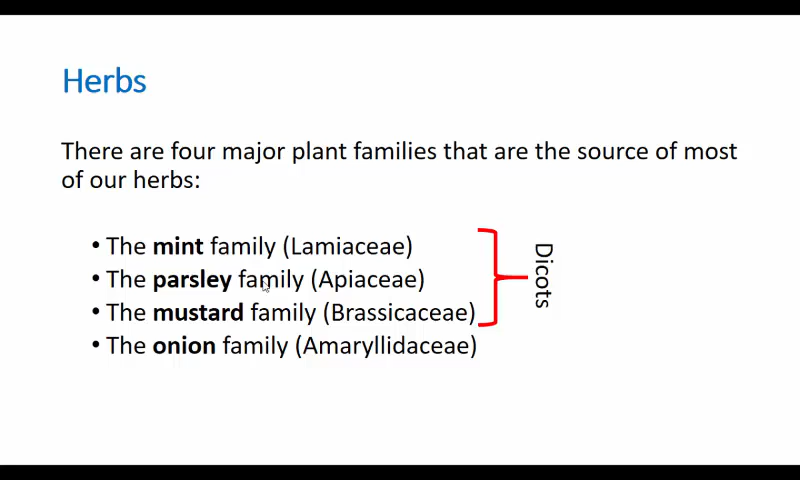 Herbs
There are four major plant families that are the source of most
of our herbs:
• The mint family (Lamiaceae)
• The parsley family (Apiaceae)
• The mustard family (Brassicaceae)
• The onion family (Amaryllidaceae)
Dicots